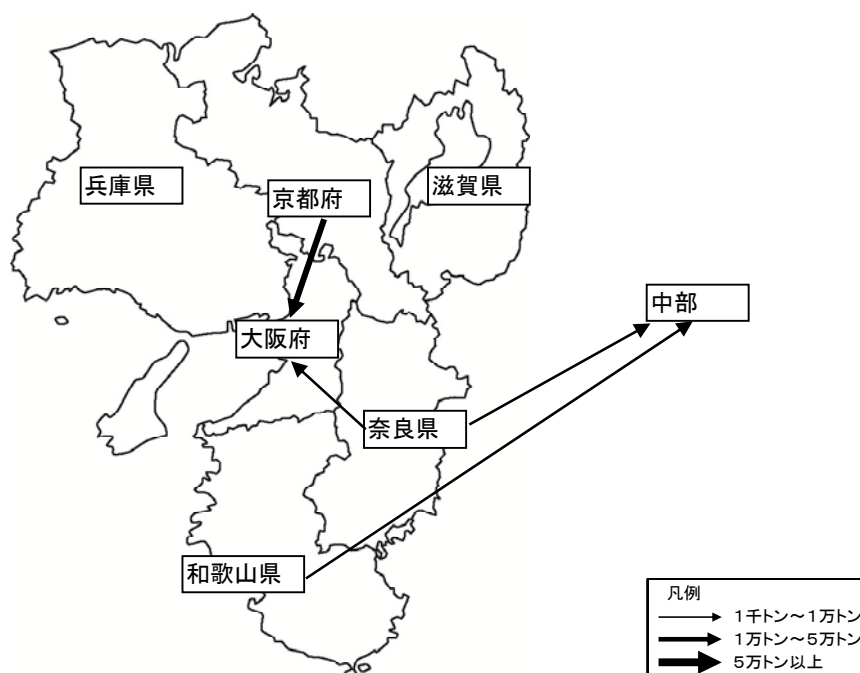 兵庫県
京都府
滋賀県
中部
大阪府
奈良県
和歌山県
凡例
1千トン~1万トン
1万トン~5万トン
5万トン以上